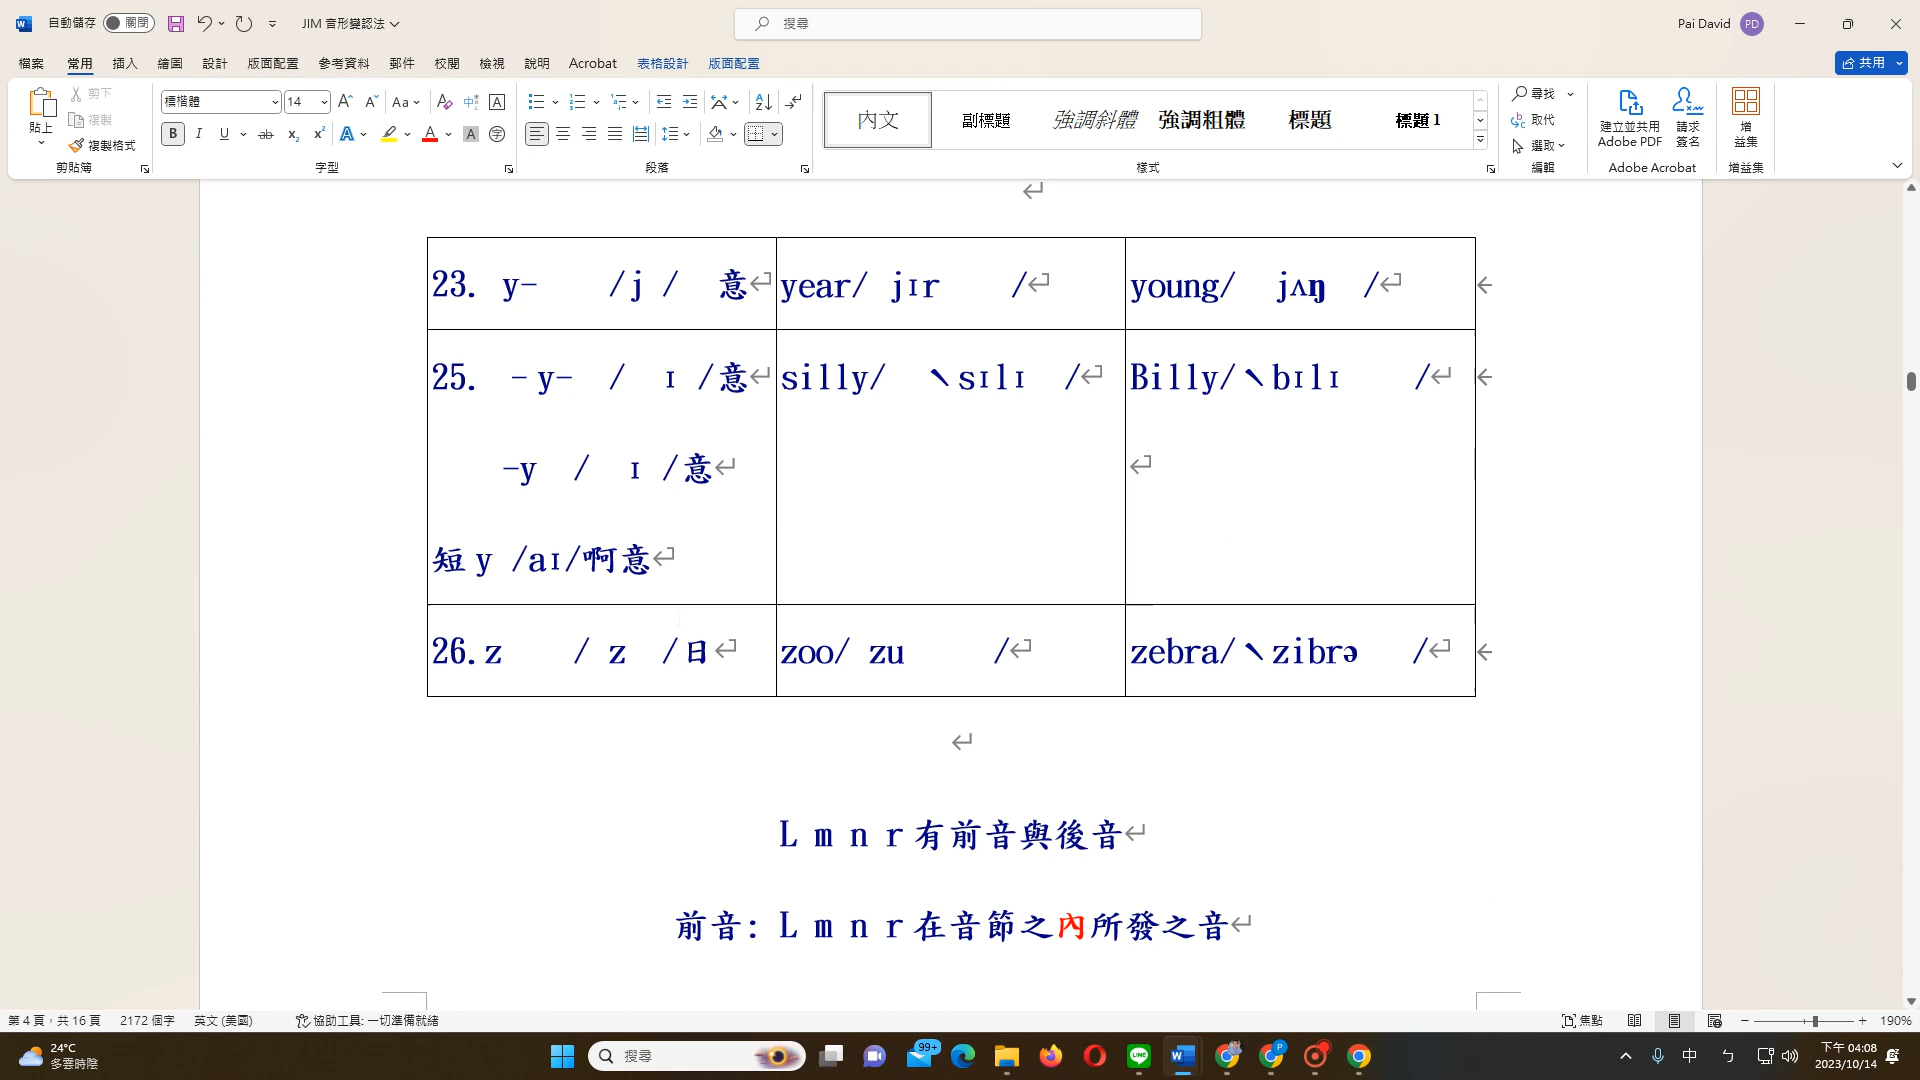 自動儲存 關閉 JIM 音形變認法 搜尋 Pai David PD
檔案 常用 插入 繪圖 設計 版面配置 參考資料 郵件 校閱 檢視 說明 Acrobat 表格設計 版面配置 共用
貼上 剪下 複製 複製格式 剪貼簿
標楷體 14 字型
段落
內文 副標題 強調斜體 強調粗體 標題 標題 1 樣式
尋找 取代 選取 編輯
建立並共用 Adobe PDF 請求簽名 Adobe Acrobat
增益集 增益集
23. y- /j / 意 year/ jɪr / young/ jʌŋ /
25. -y- / ɪ /意 silly/ ㄟsɪlɪ / Billy/ㄟbɪlɪ /
-y / ɪ /意
短 y /aɪ/啊意
26.z / z /日 zoo/ zu / zebra/ㄟzibrə /
L m n r 有前音與後音
前音: L m n r 在音節之內所發之音
第 4 頁，共 16 頁 2172 個字 英文 (美國) 協助工具: 一切準備就緒 焦點 190%
24°C
多雲時陰
搜尋 99+ 中 下午 04:08
2023/10/14